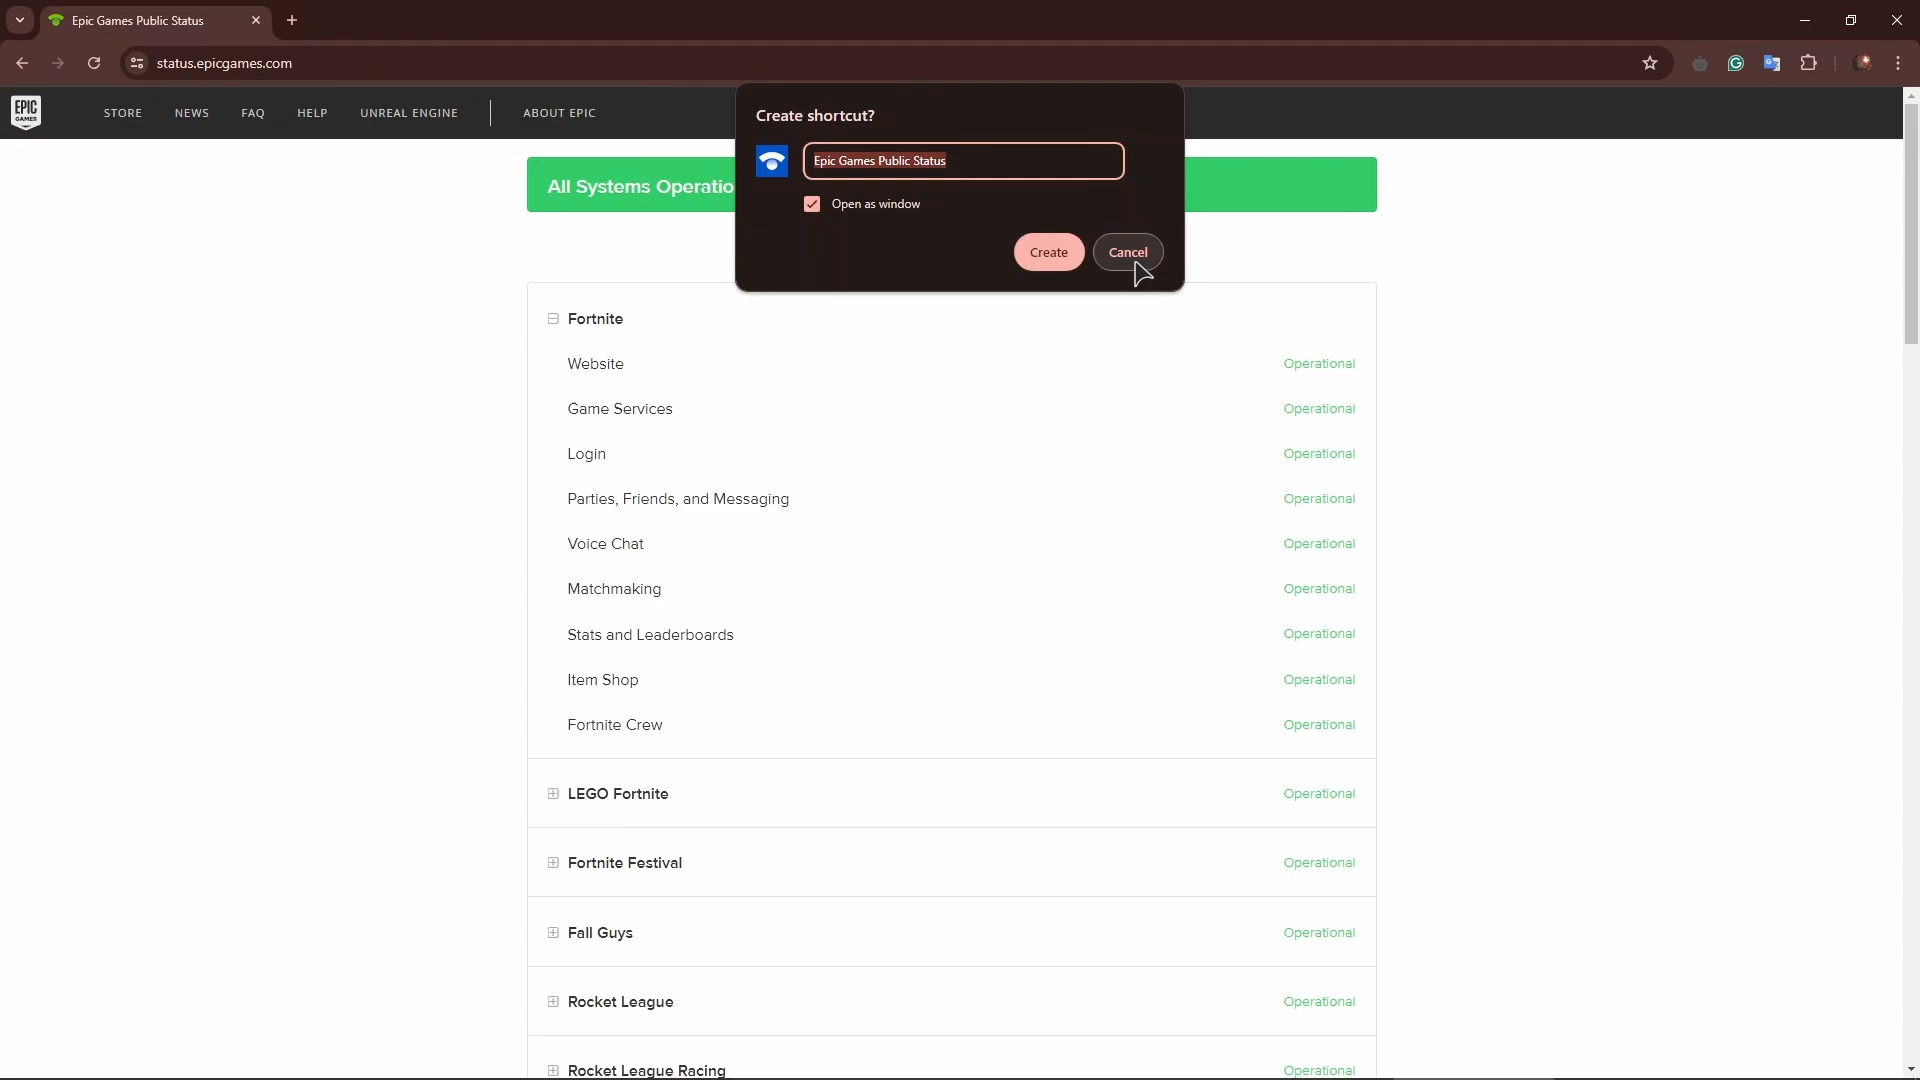 Epic Games Public Status
status.epicgames.com
EPIC
GAMES
STORE
NEWS
FAQ
HELP
UNREAL ENGINE
ABOUT EPIC
Create shortcut?
Epic Games Public Status
Open as window
Create
Cancel
All Systems Operatio
Fortnite
Website Operational
Game Services Operational
Login Operational
Parties, Friends, and Messaging Operational
Voice Chat Operational
Matchmaking Operational
Stats and Leaderboards Operational
Item Shop Operational
Fortnite Crew Operational
LEGO Fortnite Operational
Fortnite Festival Operational
Fall Guys Operational
Rocket League Operational
Rocket League Racing Operational